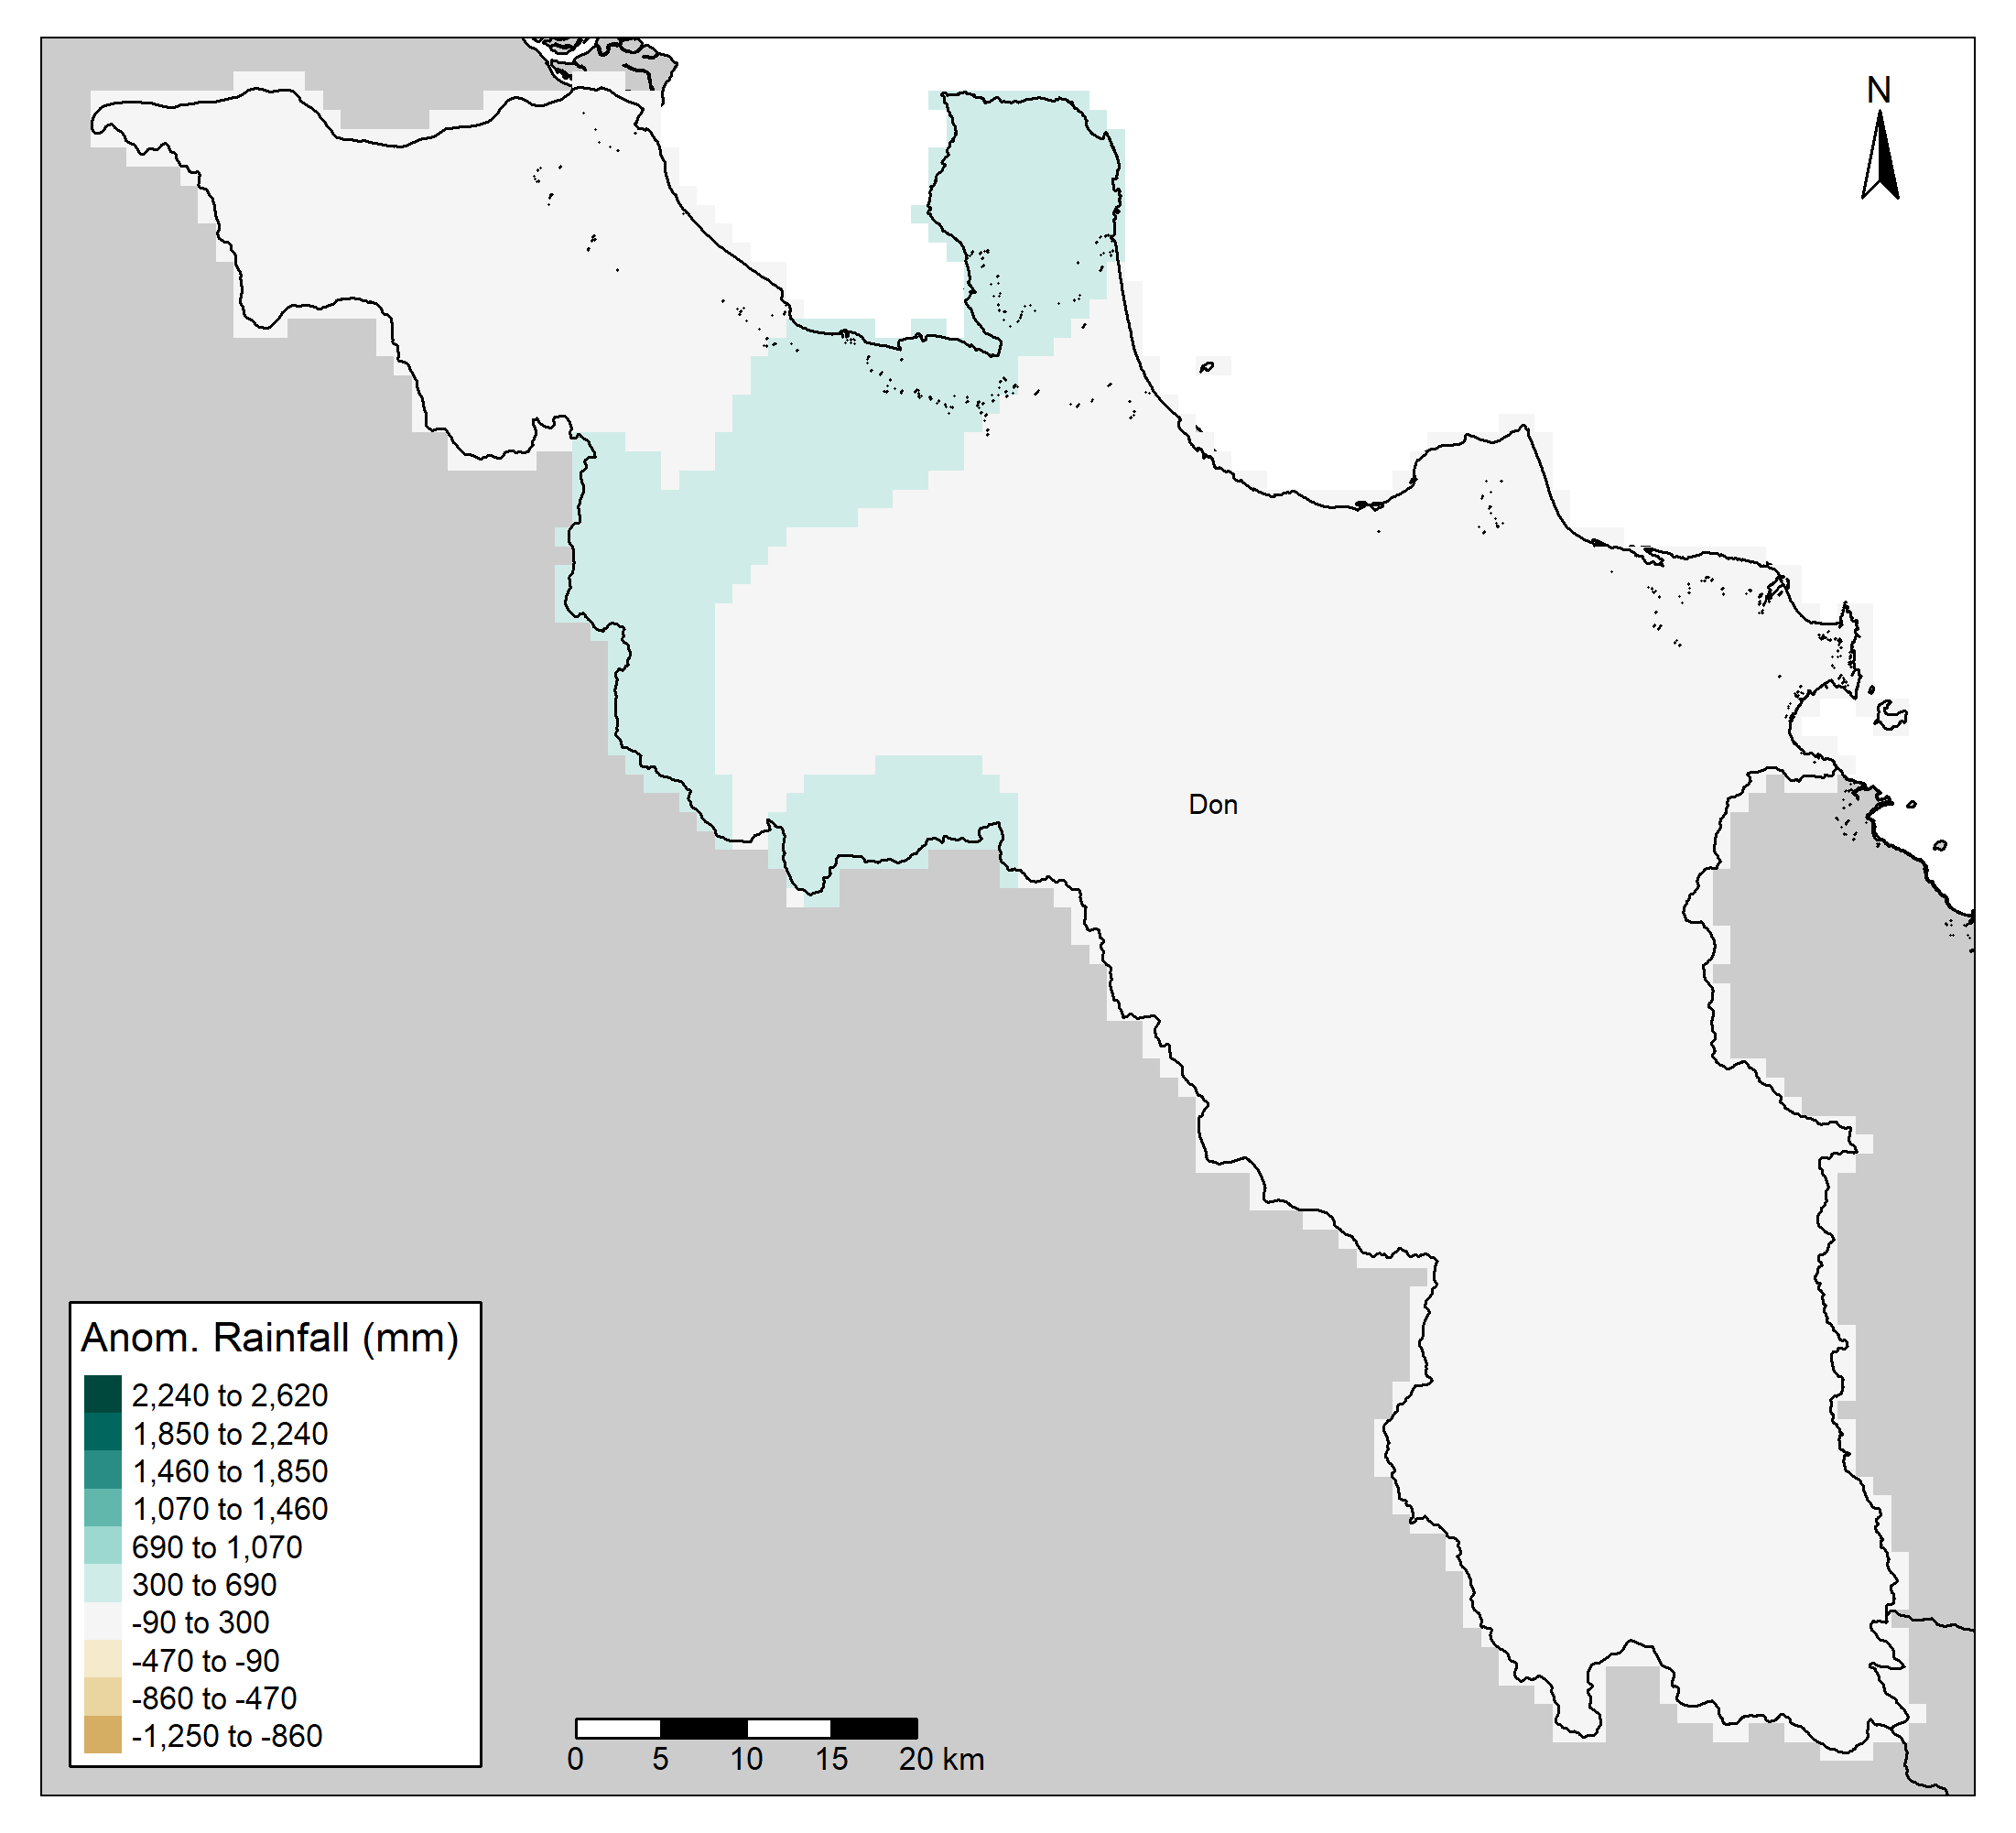 N
Don
Anom. Rainfall (mm)
2,240 to 2,620
1,850 to 2,240
1,460 to 1,850
1,070 to 1,460
690 to 1,070
300 to 690
-90 to 300
-470 to -90
-860 to -470
-1,250 to -860
0 5 10 15 20 km